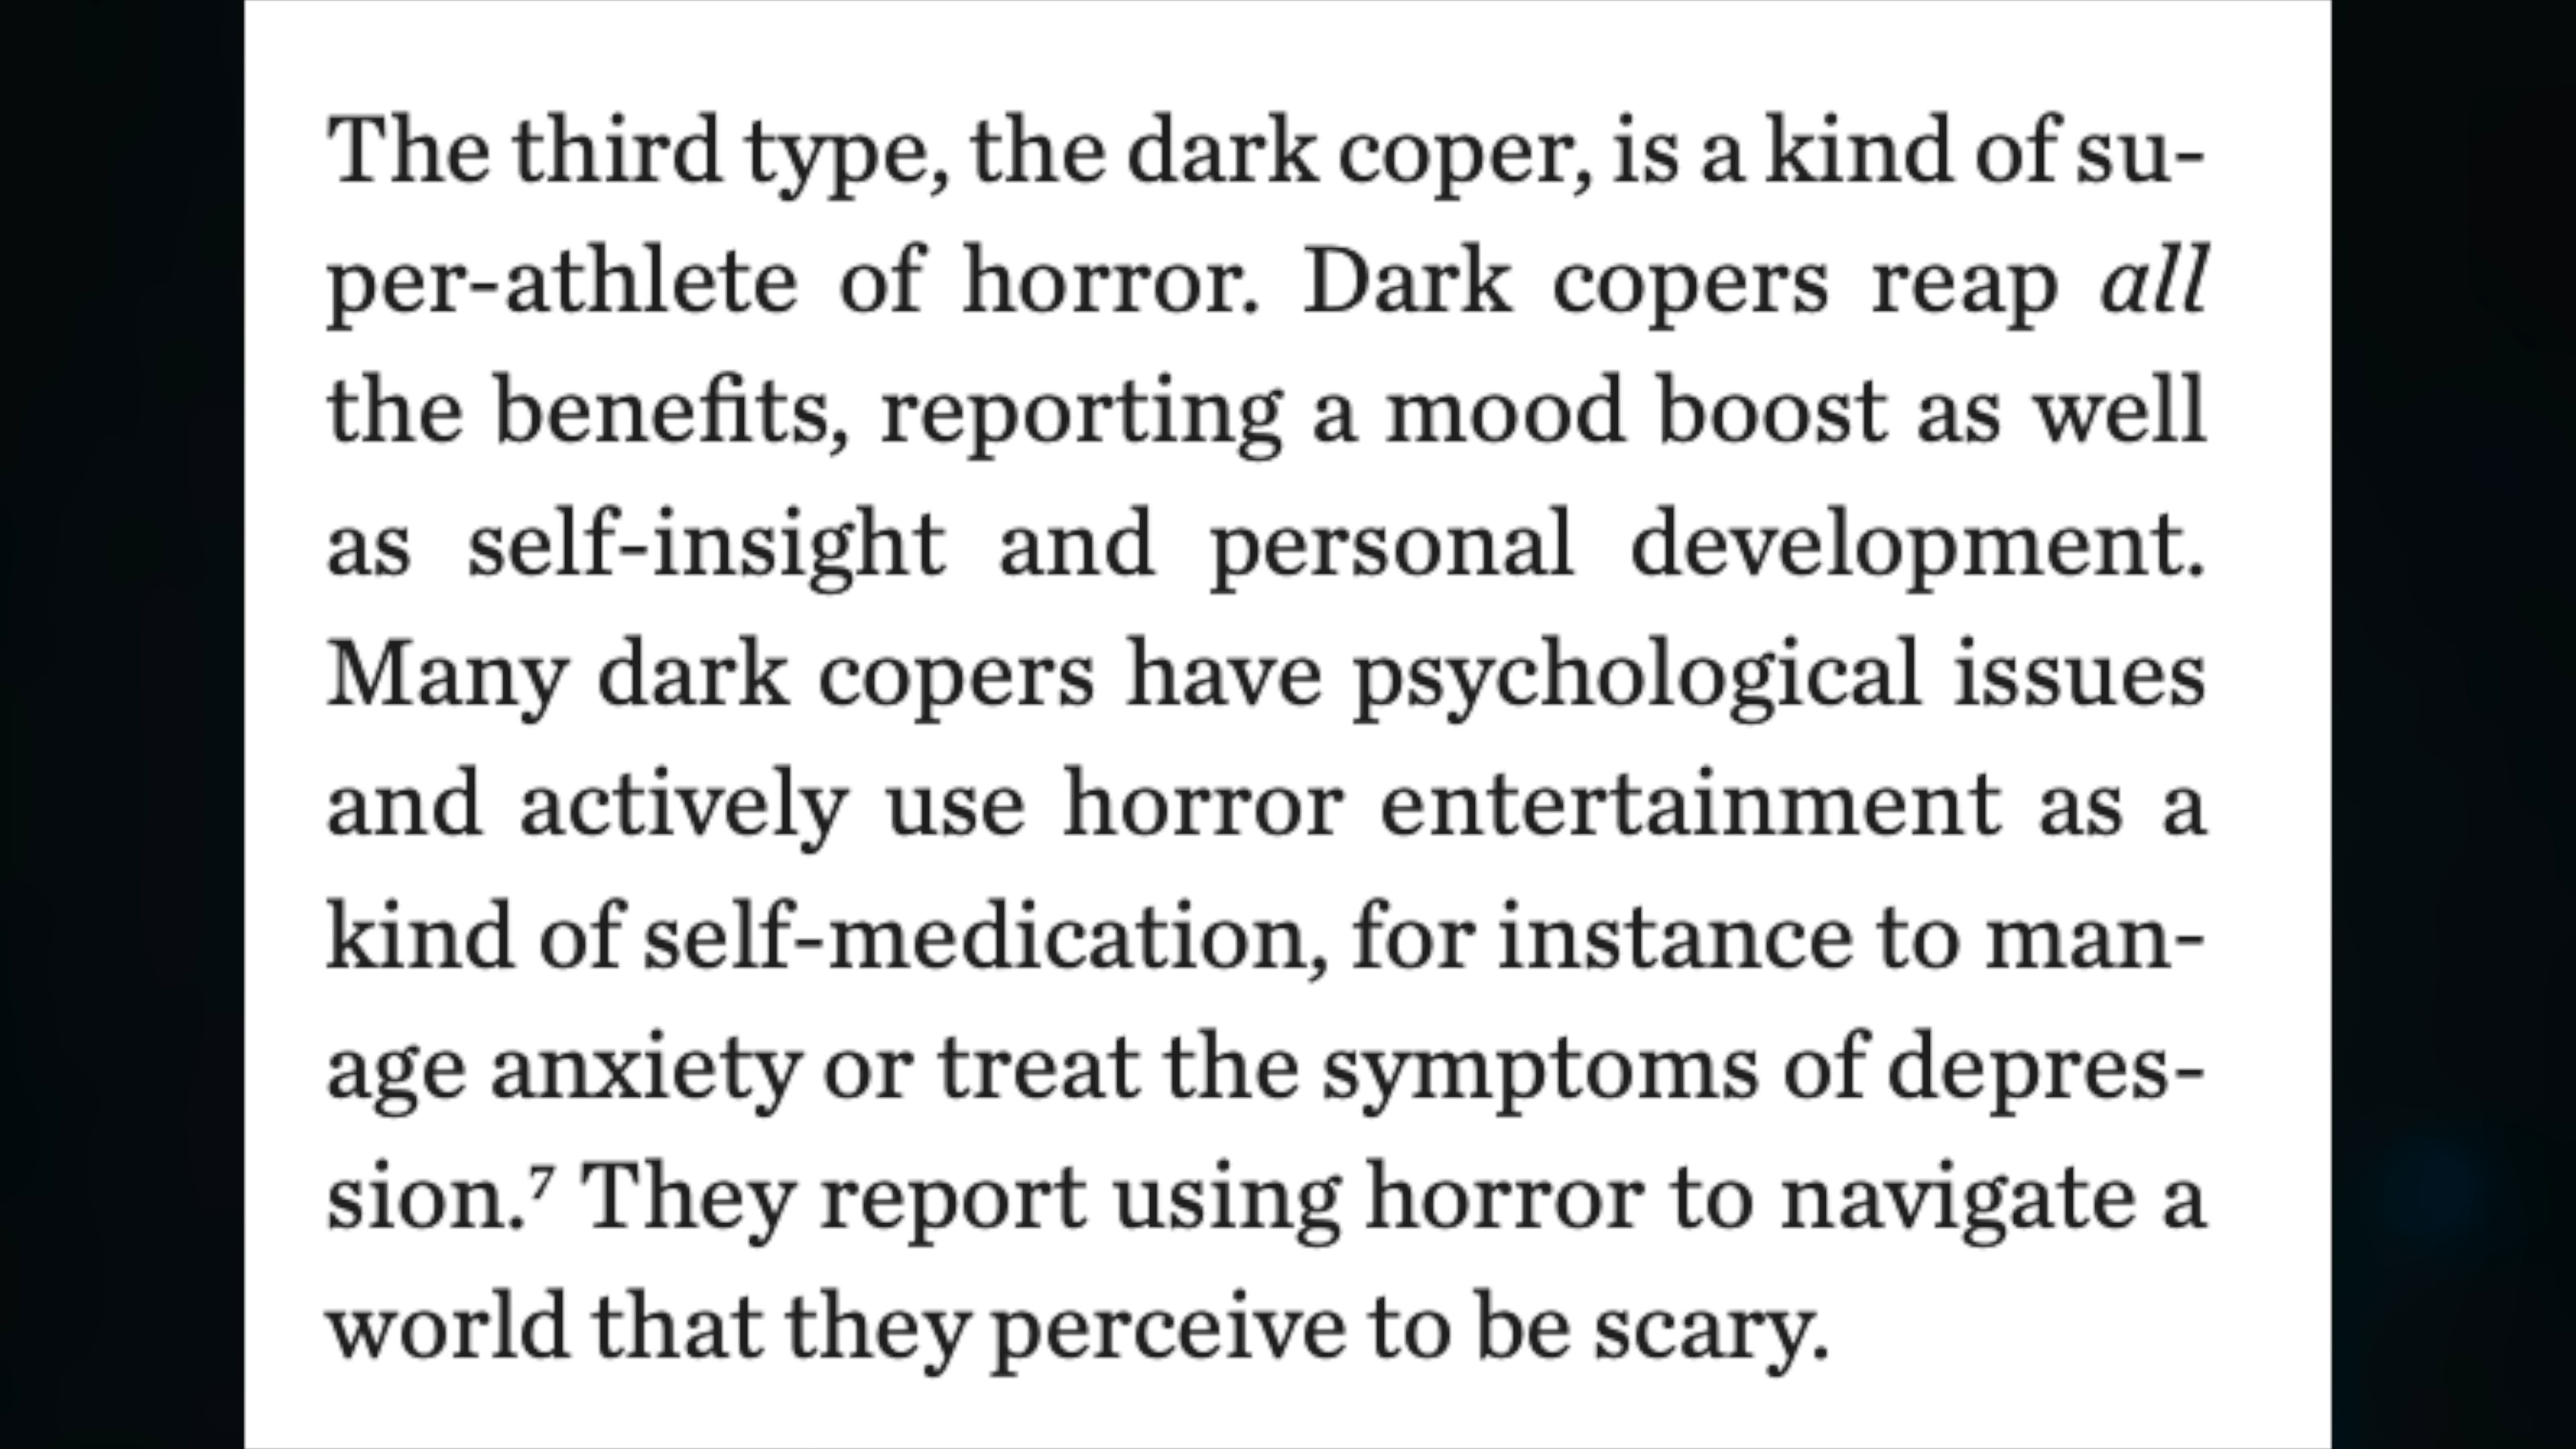 The third type, the dark coper, is a kind of su-
per-athlete of horror. Dark copers reap all
the benefits, reporting a mood boost as well
as self-insight and personal development.
Many dark copers have psychological issues
and actively use horror entertainment as a
kind of self-medication, for instance to man-
age anxiety or treat the symptoms of depres-
sion.⁷ They report using horror to navigate a
world that they perceive to be scary.